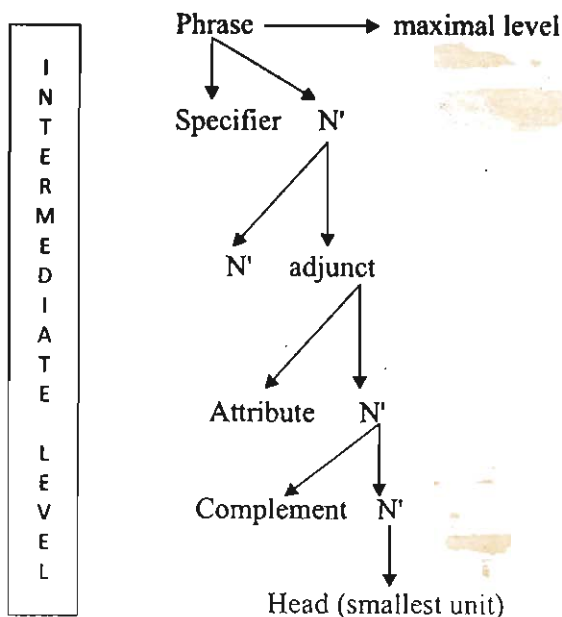 Phrase maximal level
INTERMEDIATE LEVEL
Specifier N'
N' adjunct
Attribute N'
Complement N'
Head (smallest unit)